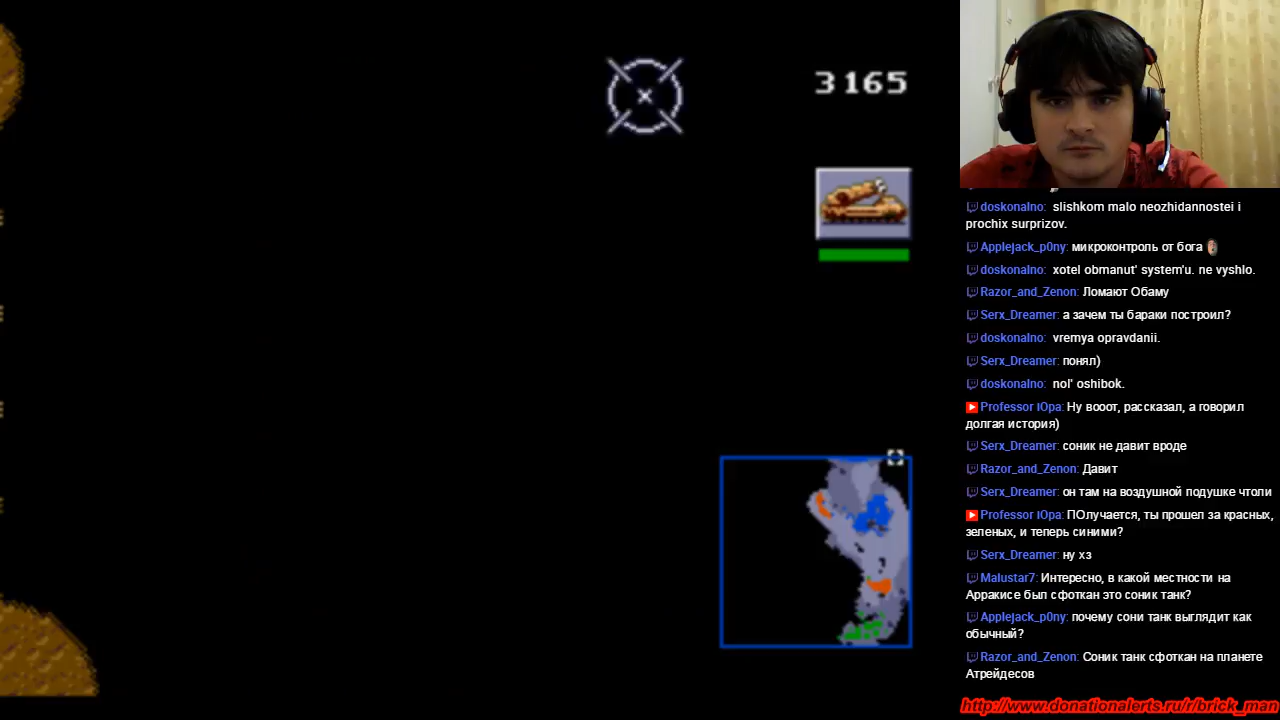 3165
doskonalno: slishkom malo neozhidannostei i
prochix surprizov.
Applejack_p0ny: микроконтроль от бога
doskonalno: xotel obmanut' system'u. ne vyshlo.
Razor_and_Zenon: Ломают Обаму
Serx_Dreamer: а зачем ты бараки построил?
doskonalno: vremya opravdanii.
Serx_Dreamer: понял)
doskonalno: nol' oshibok.
Professor IOpa: Ну вооот, рассказал, а говорил
долгая история)
Serx_Dreamer: соник не давит вроде
Razor_and_Zenon: Давит
Serx_Dreamer: он там на воздушной подушке чтоли
Professor IOpa: ПОлучается, ты прошел за красных,
зеленых, и теперь синими?
Serx_Dreamer: ну хз
Malustar7: Интересно, в какой местности на
Арракисе был сфоткан это соник танк?
Applejack_p0ny: почему сони танк выглядит как
обычный?
Razor_and_Zenon: Соник танк сфоткан на планете
Атрейдесов
http://www.donationalerts.ru/r/brick_man